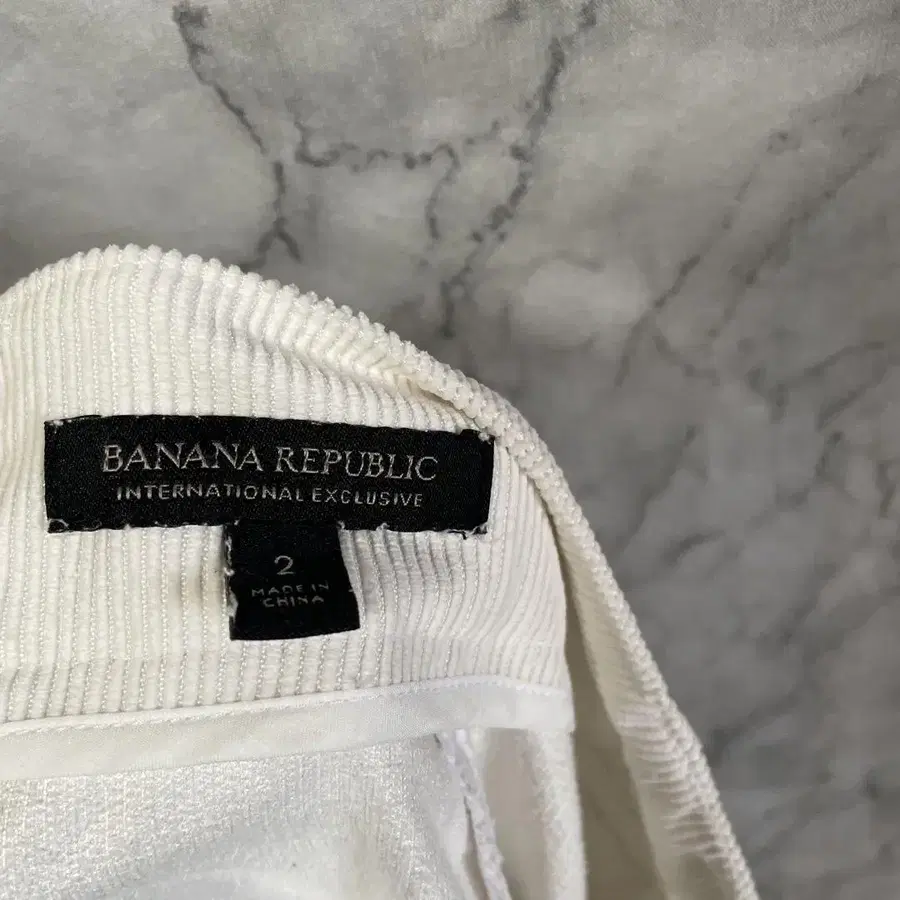 BANANA REPUBLIC
INTERNATIONAL EXCLUSIVE
2
MADE IN
CHINA